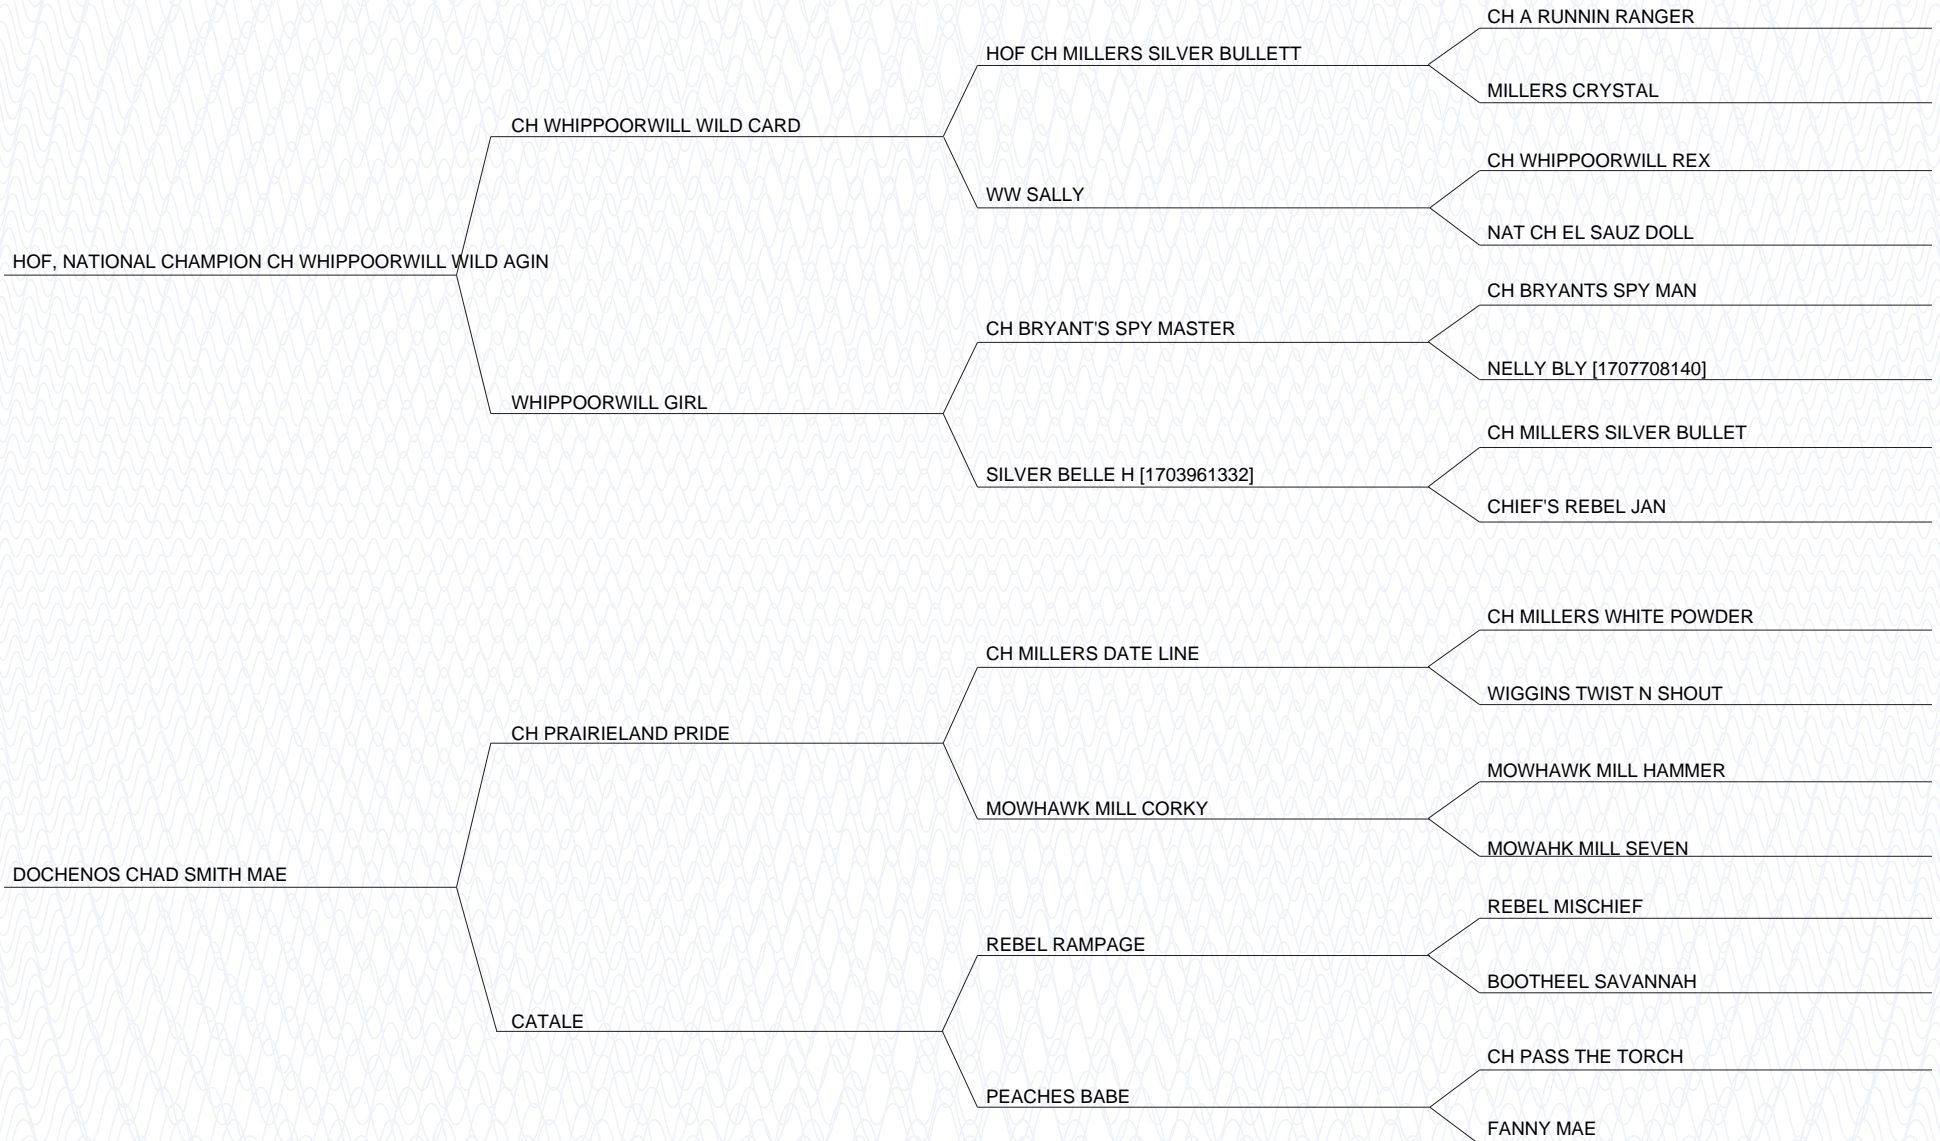 CH A RUNNIN RANGER
HOF CH MILLERS SILVER BULLETT
MILLERS CRYSTAL
CH WHIPPOORWILL WILD CARD
CH WHIPPOORWILL REX
WW SALLY
NAT CH EL SAUZ DOLL
HOF, NATIONAL CHAMPION CH WHIPPOORWILL WILD AGIN
CH BRYANTS SPY MAN
CH BRYANT'S SPY MASTER
NELLY BLY [1707708140]
WHIPPOORWILL GIRL
CH MILLERS SILVER BULLET
SILVER BELLE H [1703961332]
CHIEF'S REBEL JAN
CH MILLERS WHITE POWDER
CH MILLERS DATE LINE
WIGGINS TWIST N SHOUT
CH PRAIRIELAND PRIDE
MOWHAWK MILL HAMMER
MOWHAWK MILL CORKY
MOWAHK MILL SEVEN
DOCHENOS CHAD SMITH MAE
REBEL MISCHIEF
REBEL RAMPAGE
BOOTHEEL SAVANNAH
CATALE
CH PASS THE TORCH
PEACHES BABE
FANNY MAE